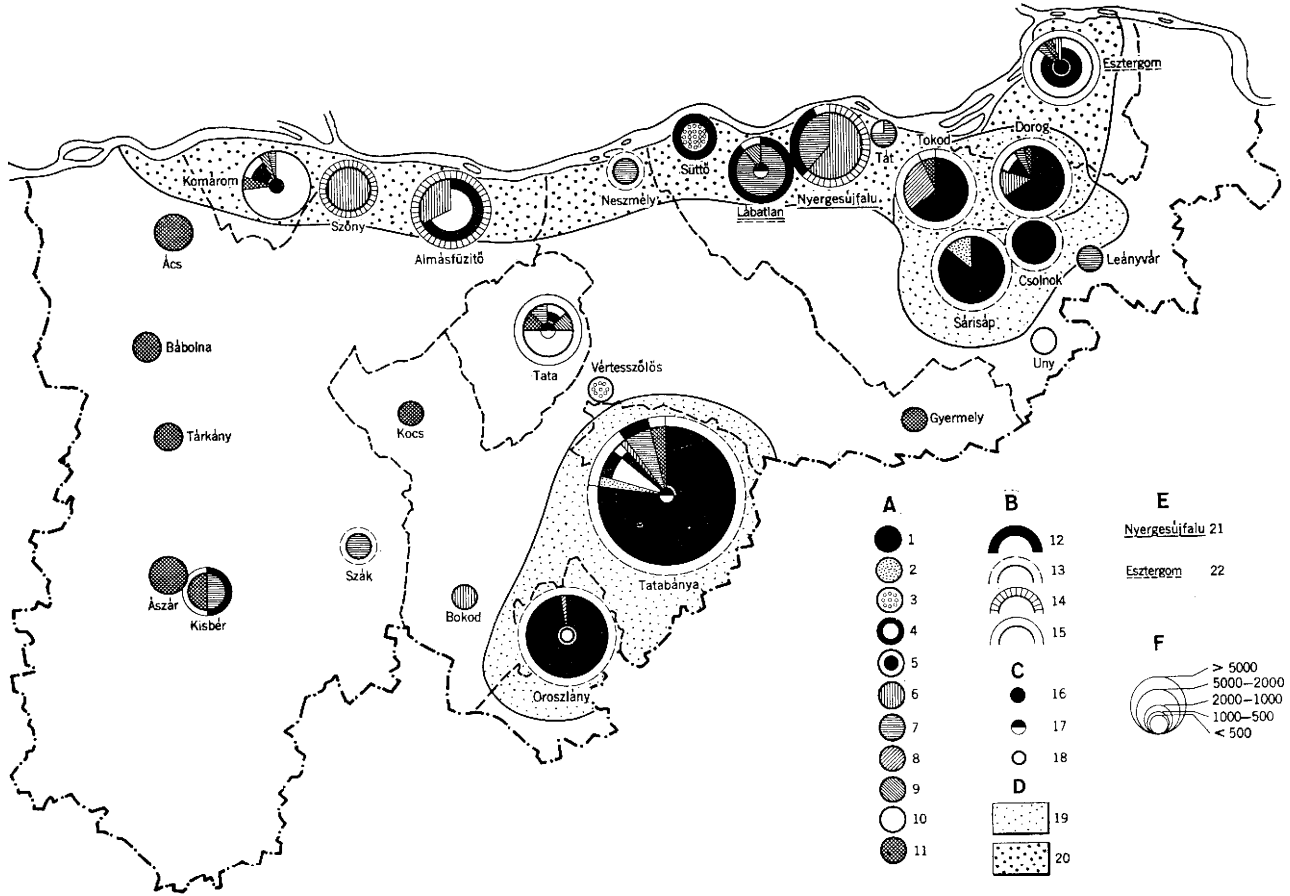 Esztergom
Dorog
Tokod
Tát
Komárom
Süttő
Neszmély
Nyergesújfalu
Lábatlan
Szőny
Almásfüzitő
Ács
Leányvár
Csolnok
Sárisáp
Bábolna
Uny
Tata
Vértesszőlős
Kocs
Gyermely
Tárkány
A
B
E
1
12
Nyergesújfalu 21
2
13
Esztergom 22
3
14
4
15
F
5
C
> 5000
5000–2000
2000–1000
1000–500
< 500
6
16
7
17
8
18
9
D
10
19
11
20
Szák
Tatabánya
Ászár
Kisbér
Bokod
Oroszlány